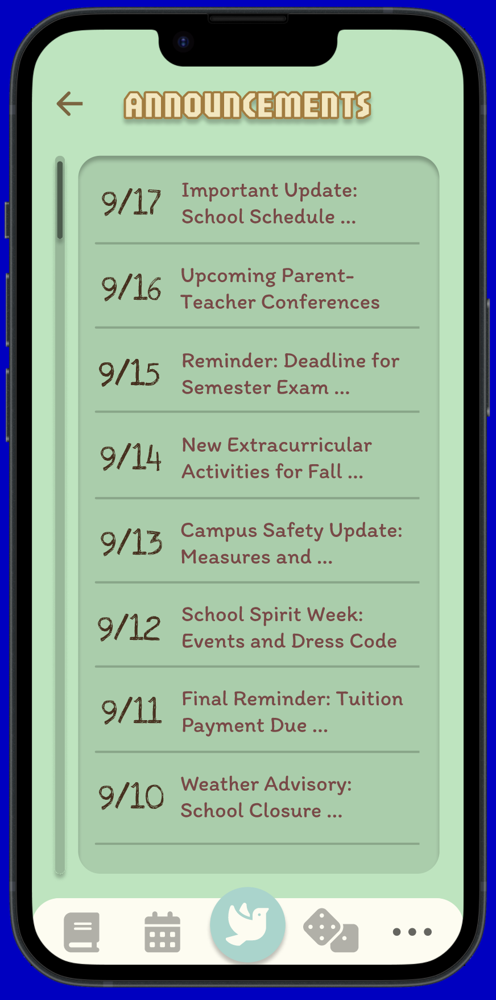 ANNOUNCEMENTS
9/17
Important Update:
School Schedule ...
9/16
Upcoming Parent-
Teacher Conferences
9/15
Reminder: Deadline for
Semester Exam ...
9/14
New Extracurricular
Activities for Fall ...
9/13
Campus Safety Update:
Measures and ...
9/12
School Spirit Week:
Events and Dress Code
9/11
Final Reminder: Tuition
Payment Due ...
9/10
Weather Advisory:
School Closure ...